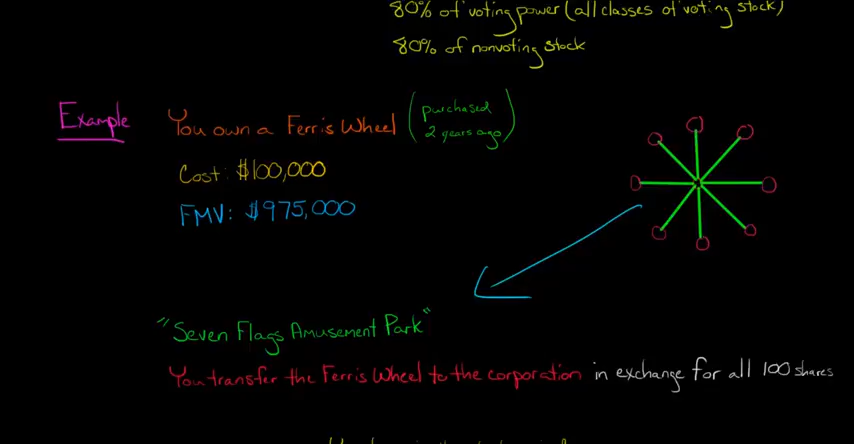 80% of voting power (all classes of voting stock)
80% of nonvoting stock
Example
You own a Ferris Wheel (purchased
2 years ago)
Cost: $100,000
FMV: $975,000
"Seven Flags Amusement Park"
You transfer the Ferris Wheel to the corporation in exchange for all 100 shares